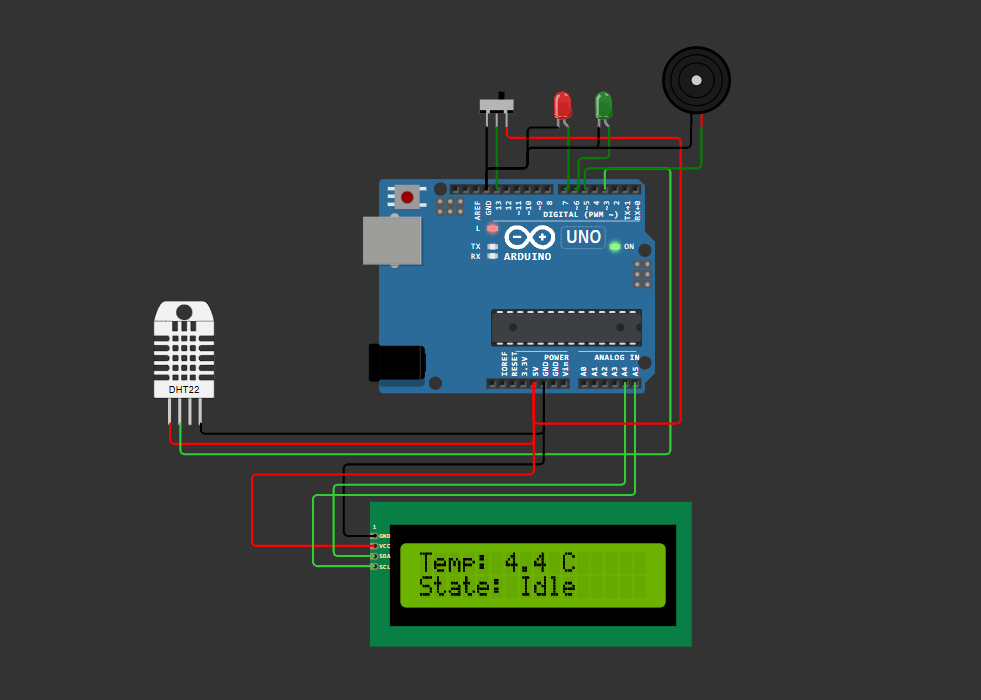 AREF
GND
13
12
~11
~10
~9
8
7
~6
~5
4
~3
2
TX→1
RX←0
DIGITAL (PWM ~)
L
TX
RX
UNO
ON
ARDUINO
IOREF
RESET
3.3V
5V
GND
GND
Vin
POWER
ANALOG IN
A0
A1
A2
A3
A4
A5
DHT22
1
GND
VCC
SDA
SCL
Temp: 4.4 C
State: Idle